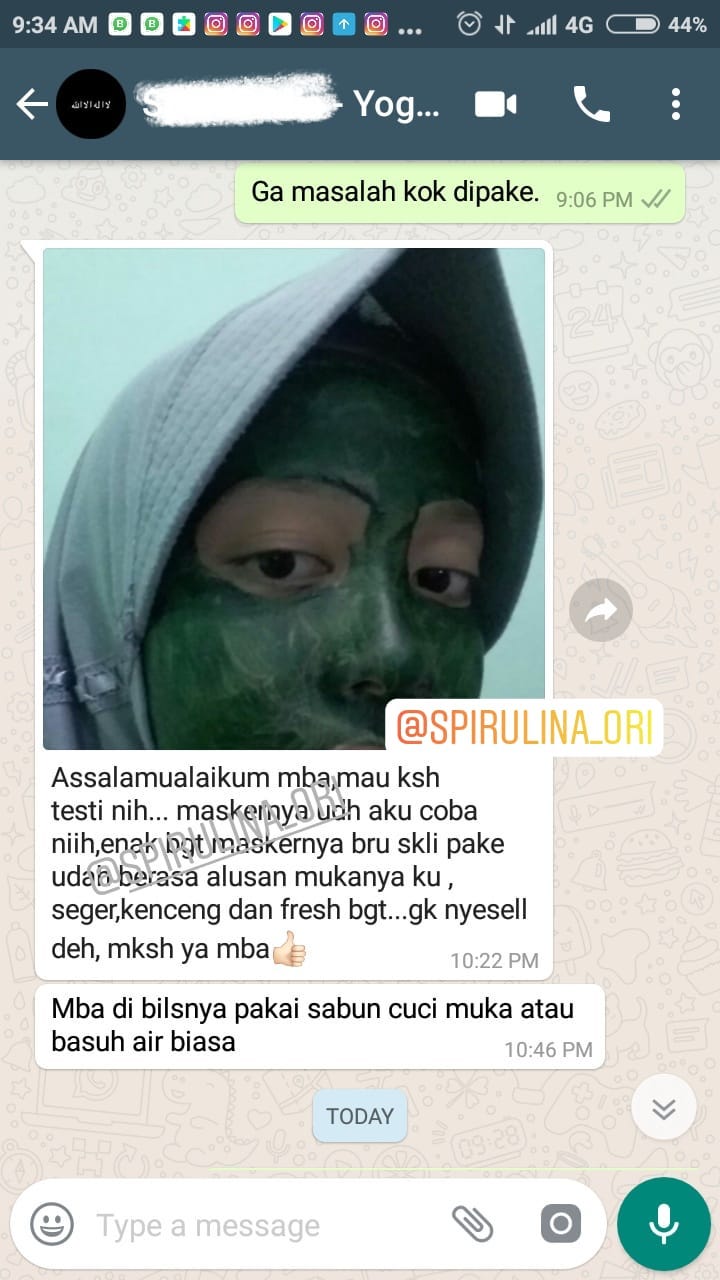 9:34 AM ... 4G 44%
Yog...
Ga masalah kok dipake. 9:06 PM
@SPIRULINA_ORI
Assalamualaikum mba,mau ksh
testi nih... maskernya udh aku coba
niih,enak bgt maskernya bru skli pake
udah berasa alusan mukanya ku ,
seger,kenceng dan fresh bgt...gk nyesell
deh, mksh ya mba👍🏻
10:22 PM
@SPIRULINA_ORI
Mba di bilsnya pakai sabun cuci muka atau
basuh air biasa
10:46 PM
TODAY
Type a message